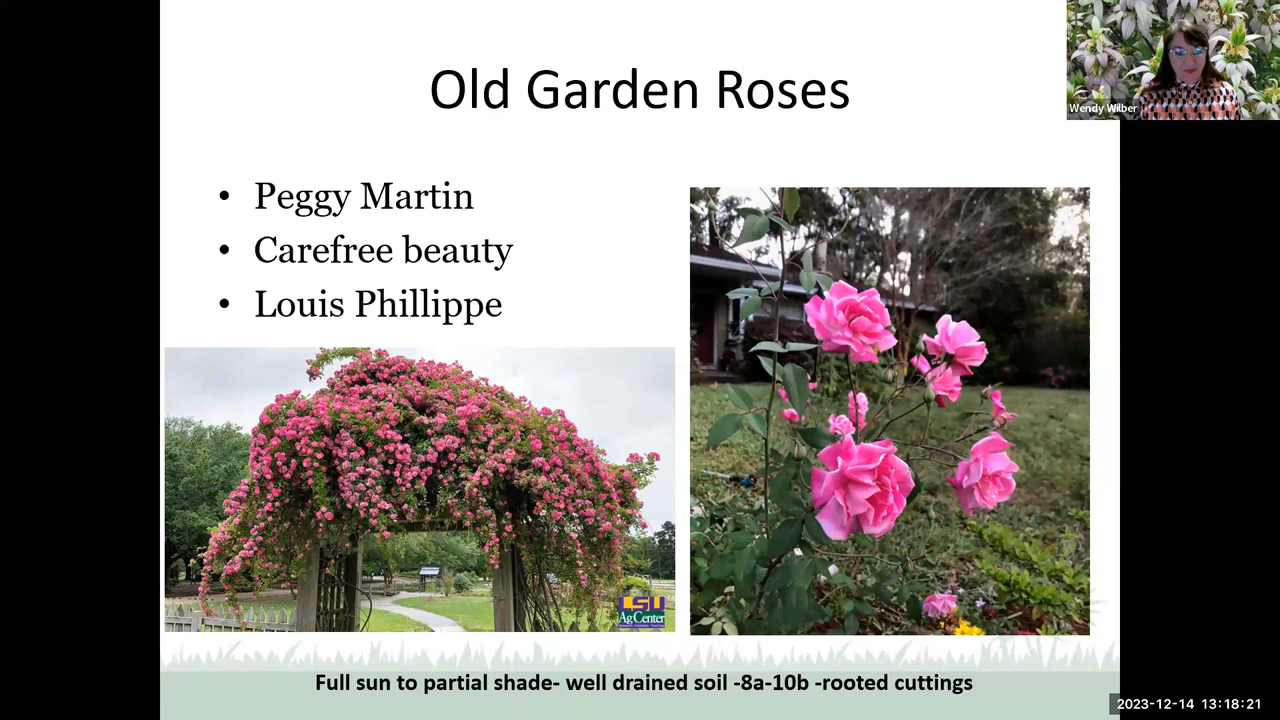 Old Garden Roses
Wendy Wilber
• Peggy Martin
• Carefree beauty
• Louis Phillippe
LSU
AgCenter
Full sun to partial shade- well drained soil -8a-10b -rooted cuttings
2023-12-14 13:18:21